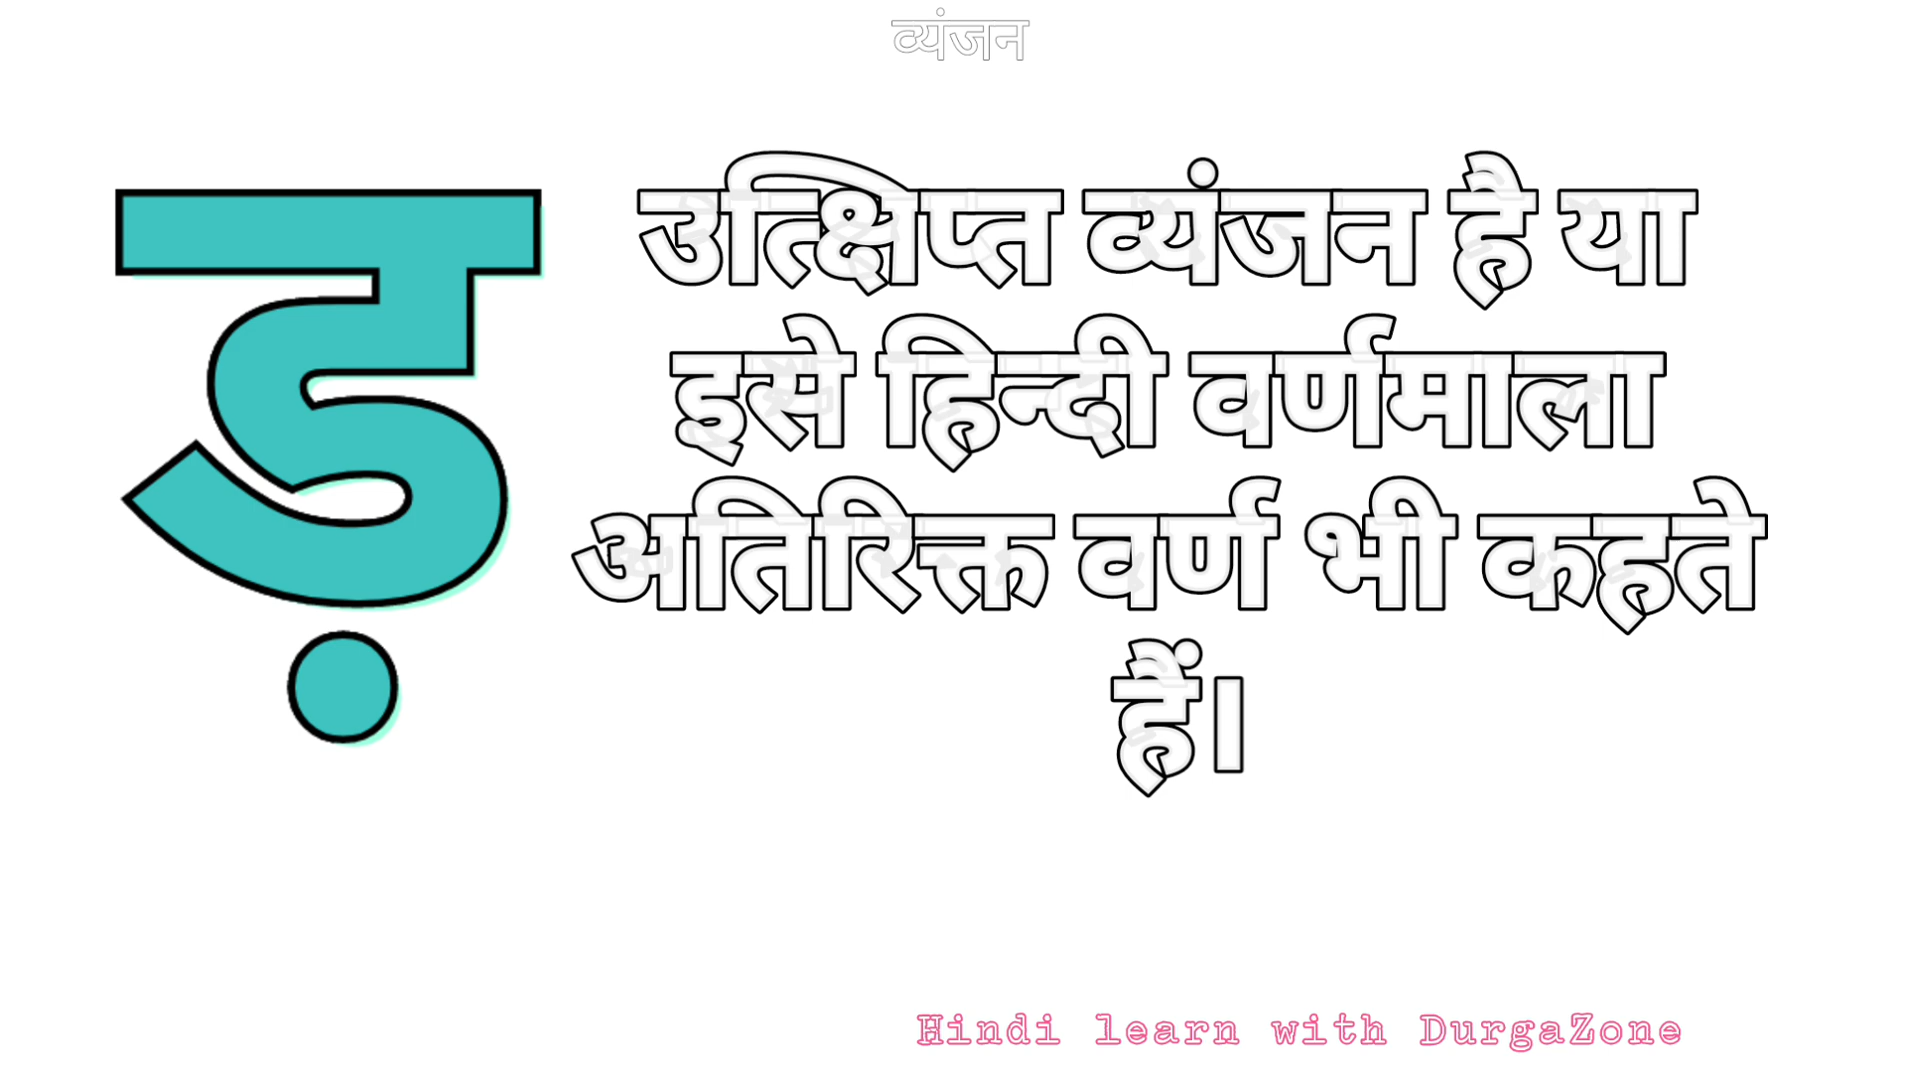 व्यंजन
ड़
उत्क्षिप्त व्यंजन है या
इसे हिन्दी वर्णमाला
अतिरिक्त वर्ण भी कहते
हैं।
Hindi learn with DurgaZone